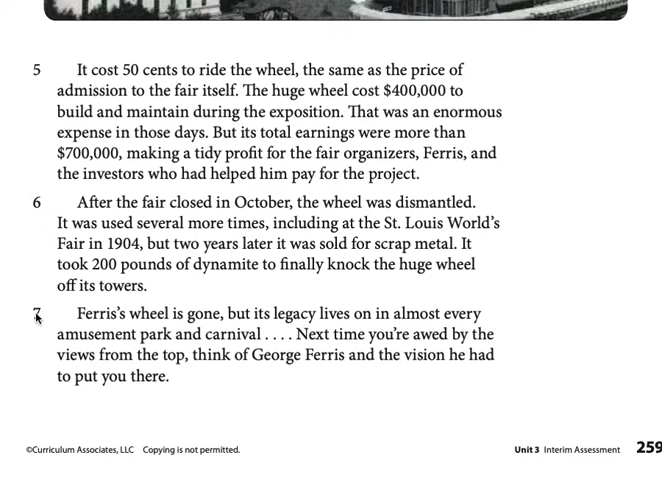 5 It cost 50 cents to ride the wheel, the same as the price of
admission to the fair itself. The huge wheel cost $400,000 to
build and maintain during the exposition. That was an enormous
expense in those days. But its total earnings were more than
$700,000, making a tidy profit for the fair organizers, Ferris, and
the investors who had helped him pay for the project.
6 After the fair closed in October, the wheel was dismantled.
It was used several more times, including at the St. Louis World’s
Fair in 1904, but two years later it was sold for scrap metal. It
took 200 pounds of dynamite to finally knock the huge wheel
off its towers.
7 Ferris’s wheel is gone, but its legacy lives on in almost every
amusement park and carnival . . . . Next time you’re awed by the
views from the top, think of George Ferris and the vision he had
to put you there.
©Curriculum Associates, LLC Copying is not permitted.
Unit 3 Interim Assessment 259